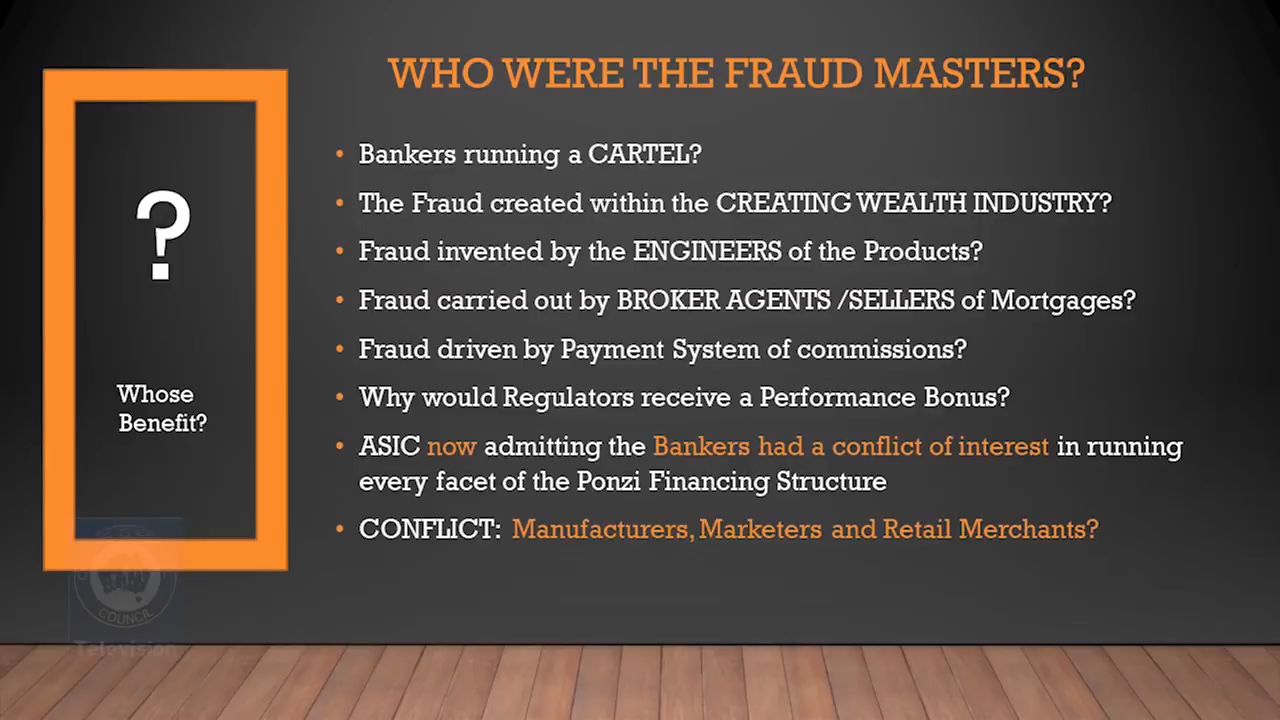 WHO WERE THE FRAUD MASTERS?
?
Whose
Benefit?
• Bankers running a CARTEL?
• The Fraud created within the CREATING WEALTH INDUSTRY?
• Fraud invented by the ENGINEERS of the Products?
• Fraud carried out by BROKER AGENTS /SELLERS of Mortgages?
• Fraud driven by Payment System of commissions?
• Why would Regulators receive a Performance Bonus?
• ASIC now admitting the Bankers had a conflict of interest in running
every facet of the Ponzi Financing Structure
• CONFLICT: Manufacturers, Marketers and Retail Merchants?
COUNCIL
Television